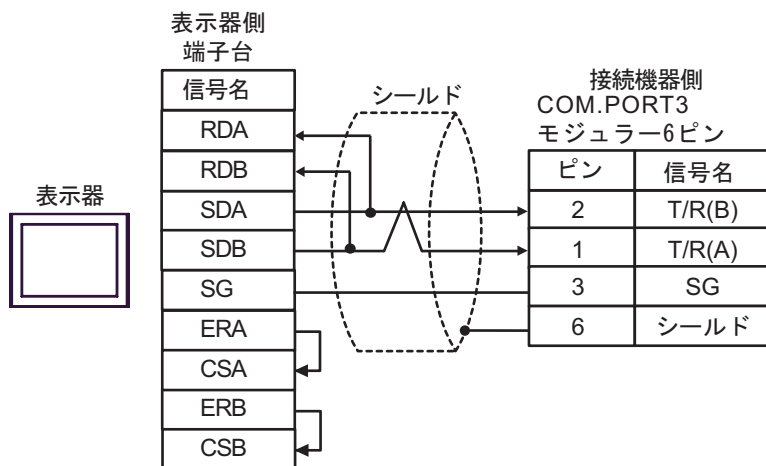 表示器側
端子台
信号名
RDA
RDB
SDA
SDB
SG
ERA
CSA
ERB
CSB
表示器
シールド
接続機器側
COM.PORT3
モジュラー6ピン
ピン 信号名
2 T/R(B)
1 T/R(A)
3 SG
6 シールド